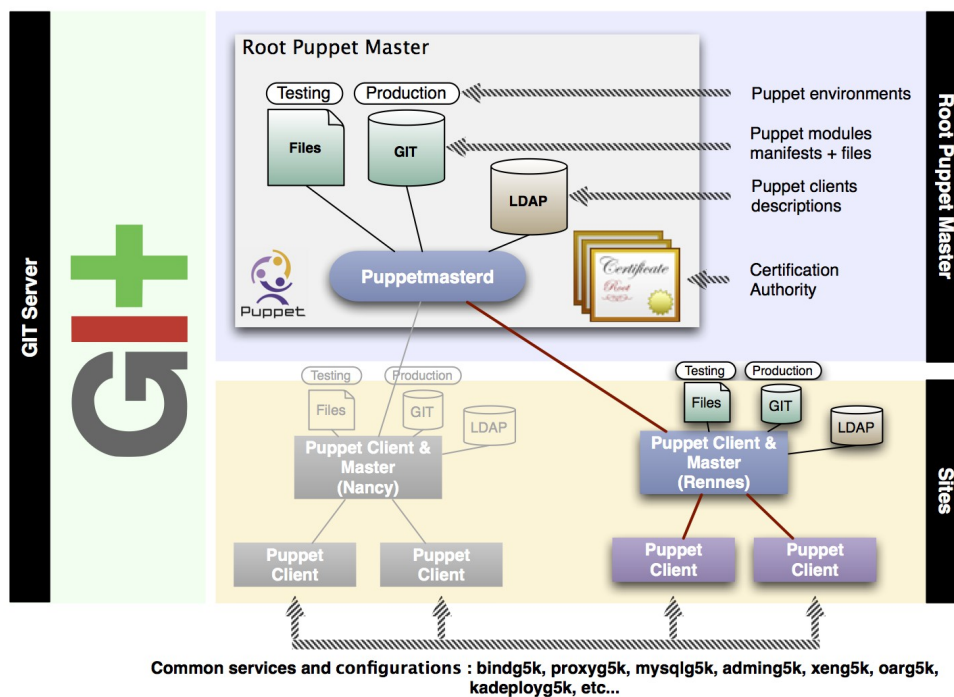 GIT Server
GIt
Root Puppet Master
Testing
Production
Files
GIT
LDAP
Puppetmasterd
Puppet
Certificate
Root
Puppet environments
Puppet modules
manifests + files
Puppet clients
descriptions
Certification
Authority
Root Puppet Master
Testing
Production
Files
GIT
LDAP
Puppet Client &
Master
(Nancy)
Puppet
Client
Puppet
Client
Testing
Production
Files
GIT
LDAP
Puppet Client &
Master
(Rennes)
Puppet
Client
Puppet
Client
Sites
Common services and configurations : bindg5k, proxyg5k, mysqlg5k, adming5k, xeng5k, oarg5k,
kadeployg5k, etc...